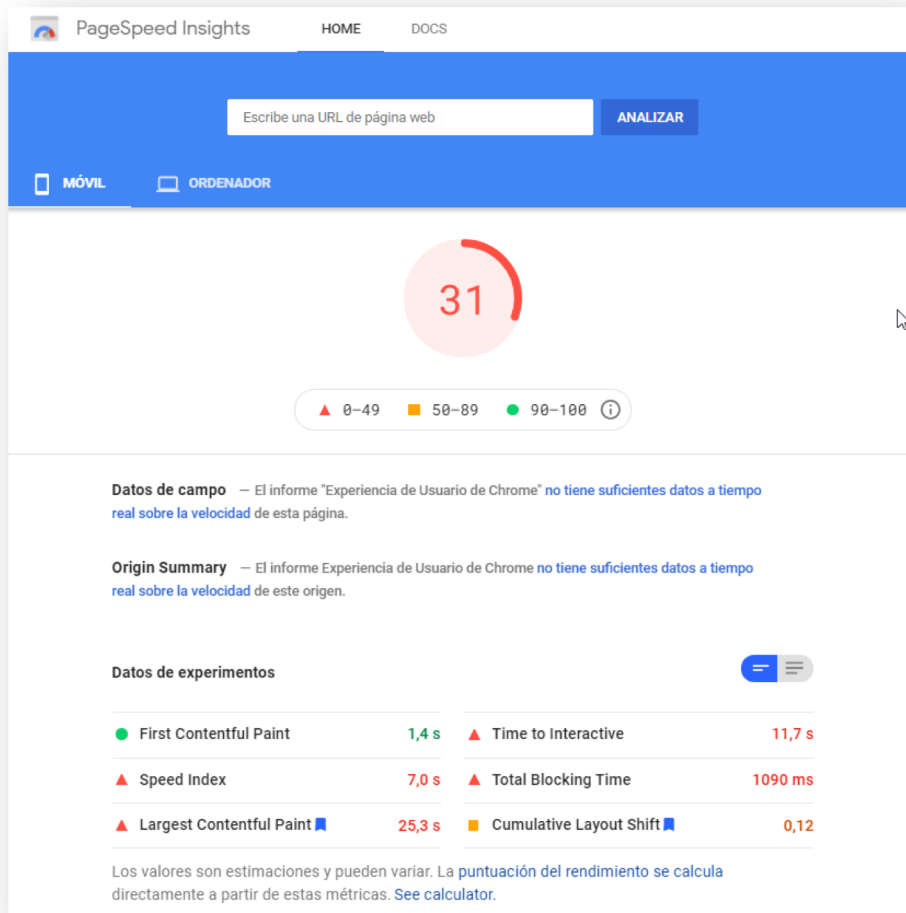 PageSpeed Insights HOME DOCS
Escribe una URL de página web ANALIZAR
MÓVIL ORDENADOR
31
0–49 50–89 90–100
Datos de campo — El informe "Experiencia de Usuario de Chrome" no tiene suficientes datos a tiempo
real sobre la velocidad de esta página.
Origin Summary — El informe Experiencia de Usuario de Chrome no tiene suficientes datos a tiempo
real sobre la velocidad de este origen.
Datos de experimentos
First Contentful Paint 1,4 s Time to Interactive 11,7 s
Speed Index 7,0 s Total Blocking Time 1090 ms
Largest Contentful Paint 25,3 s Cumulative Layout Shift 0,12
Los valores son estimaciones y pueden variar. La puntuación del rendimiento se calcula
directamente a partir de estas métricas. See calculator.